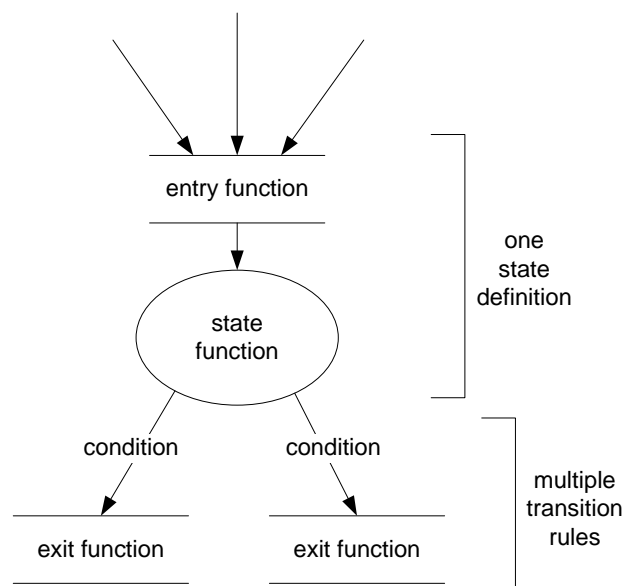 entry function
one
state
definition
state
function
condition
condition
multiple
transition
rules
exit function
exit function